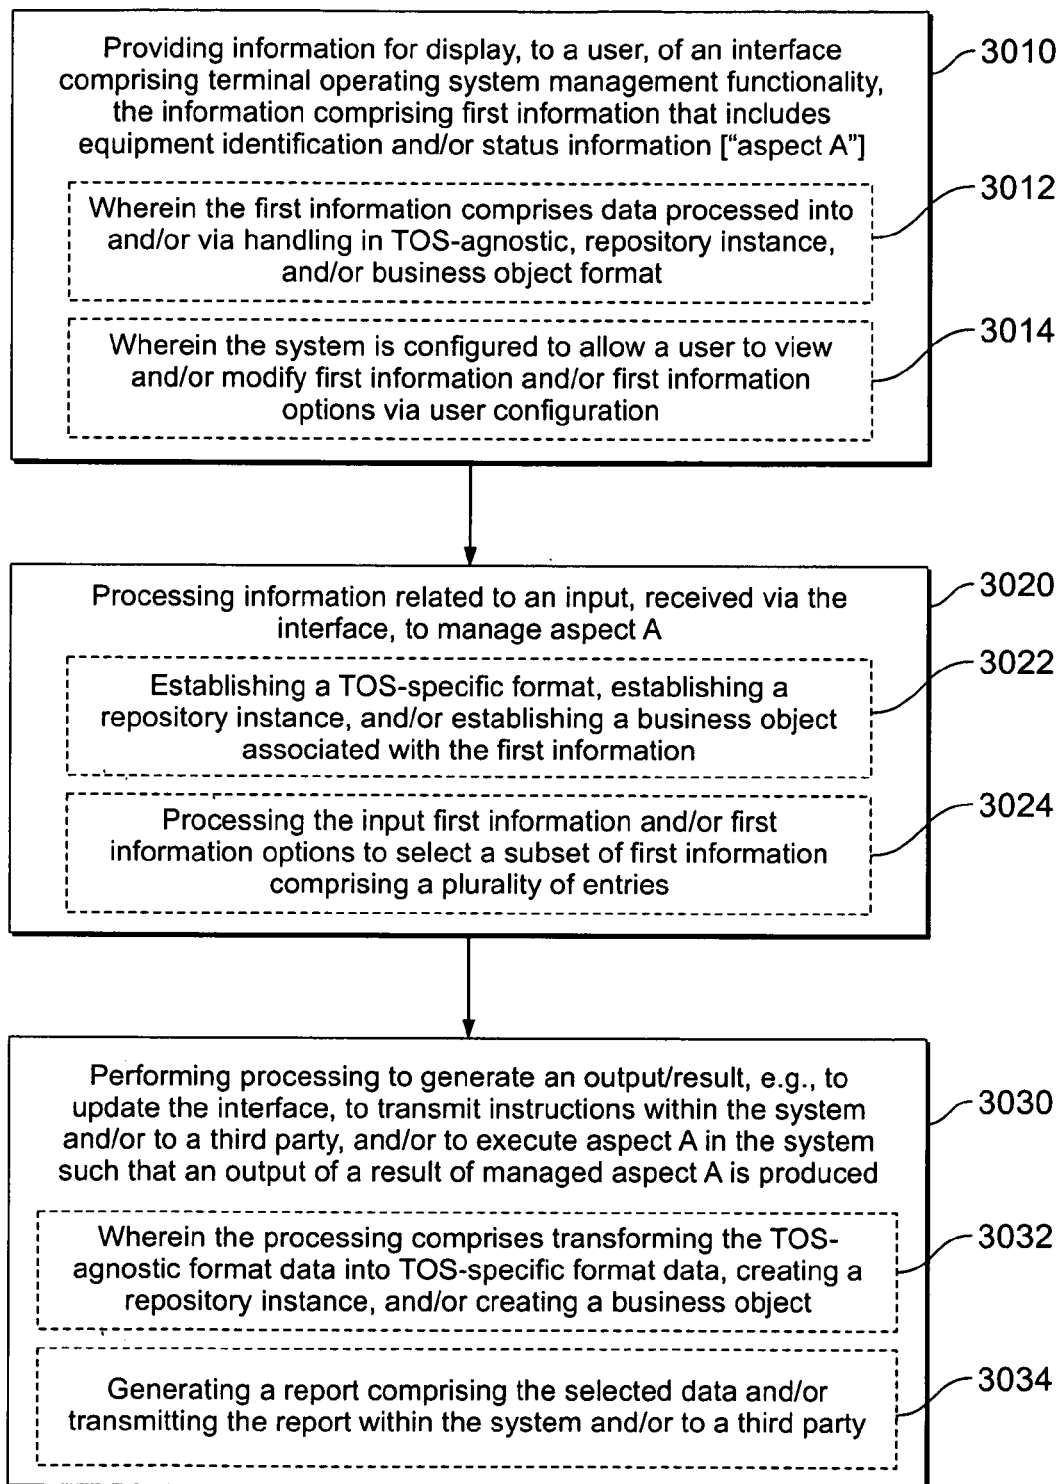 Providing information for display, to a user, of an interface
comprising terminal operating system management functionality,
the information comprising first information that includes
equipment identification and/or status information [“aspect A”]
3010
Wherein the first information comprises data processed into
and/or via handling in TOS-agnostic, repository instance,
and/or business object format
3012
Wherein the system is configured to allow a user to view
and/or modify first information and/or first information
options via user configuration
3014
Processing information related to an input, received via the
interface, to manage aspect A
3020
Establishing a TOS-specific format, establishing a
repository instance, and/or establishing a business object
associated with the first information
3022
Processing the input first information and/or first
information options to select a subset of first information
comprising a plurality of entries
3024
Performing processing to generate an output/result, e.g., to
update the interface, to transmit instructions within the system
and/or to a third party, and/or to execute aspect A in the system
such that an output of a result of managed aspect A is produced
3030
Wherein the processing comprises transforming the TOS-
agnostic format data into TOS-specific format data, creating a
repository instance, and/or creating a business object
3032
Generating a report comprising the selected data and/or
transmitting the report within the system and/or to a third party
3034